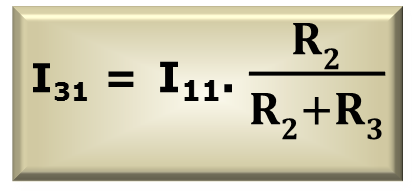 I₃₁ = I₁₁. R₂ / (R₂+R₃)